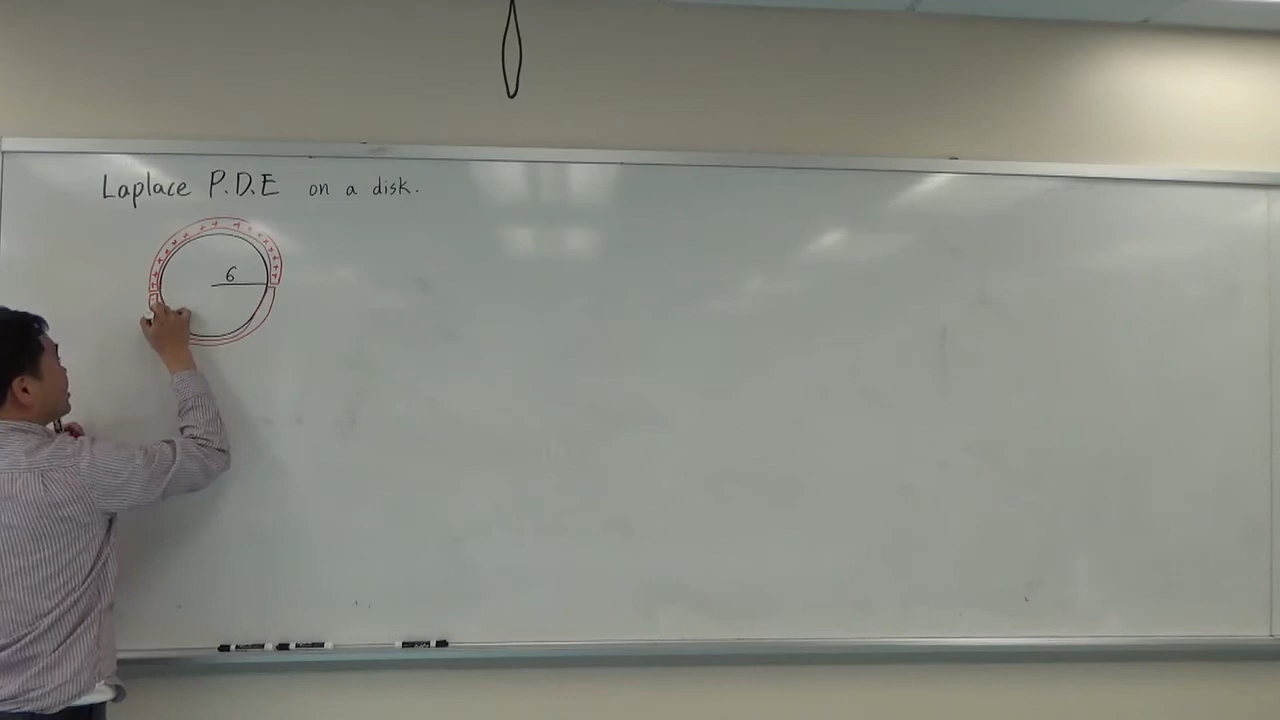 Laplace P.D.E on a disk.
+ + + + + + + + + + + + + + + +
6